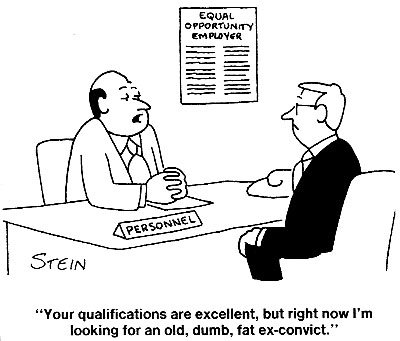 EQUAL
OPPORTUNITY
EMPLOYER
PERSONNEL
STEIN
"Your qualifications are excellent, but right now I'm
looking for an old, dumb, fat ex-convict."